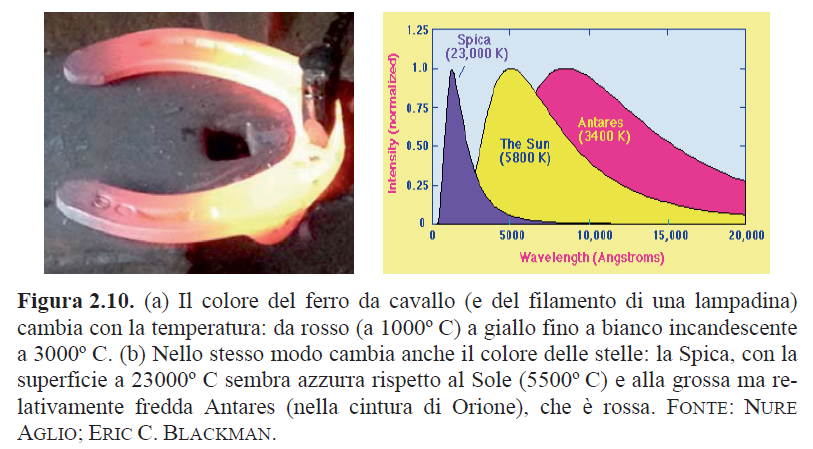 1.25
Spica
(23,000 K)
1.0
0.75
Antares
(3400 K)
The Sun
(5800 K)
0.50
0.25
0
Intensity (normalized)
0
5000
10,000
15,000
20,000
Wavelength (Angstroms)
Figura 2.10. (a) Il colore del ferro da cavallo (e del filamento di una lampadina)
cambia con la temperatura: da rosso (a 1000º C) a giallo fino a bianco incandescente
a 3000º C. (b) Nello stesso modo cambia anche il colore delle stelle: la Spica, con la
superficie a 23000º C sembra azzurra rispetto al Sole (5500º C) e alla grossa ma re-
lativamente fredda Antares (nella cintura di Orione), che è rossa. FONTE: NURE
AGLIO; ERIC C. BLACKMAN.